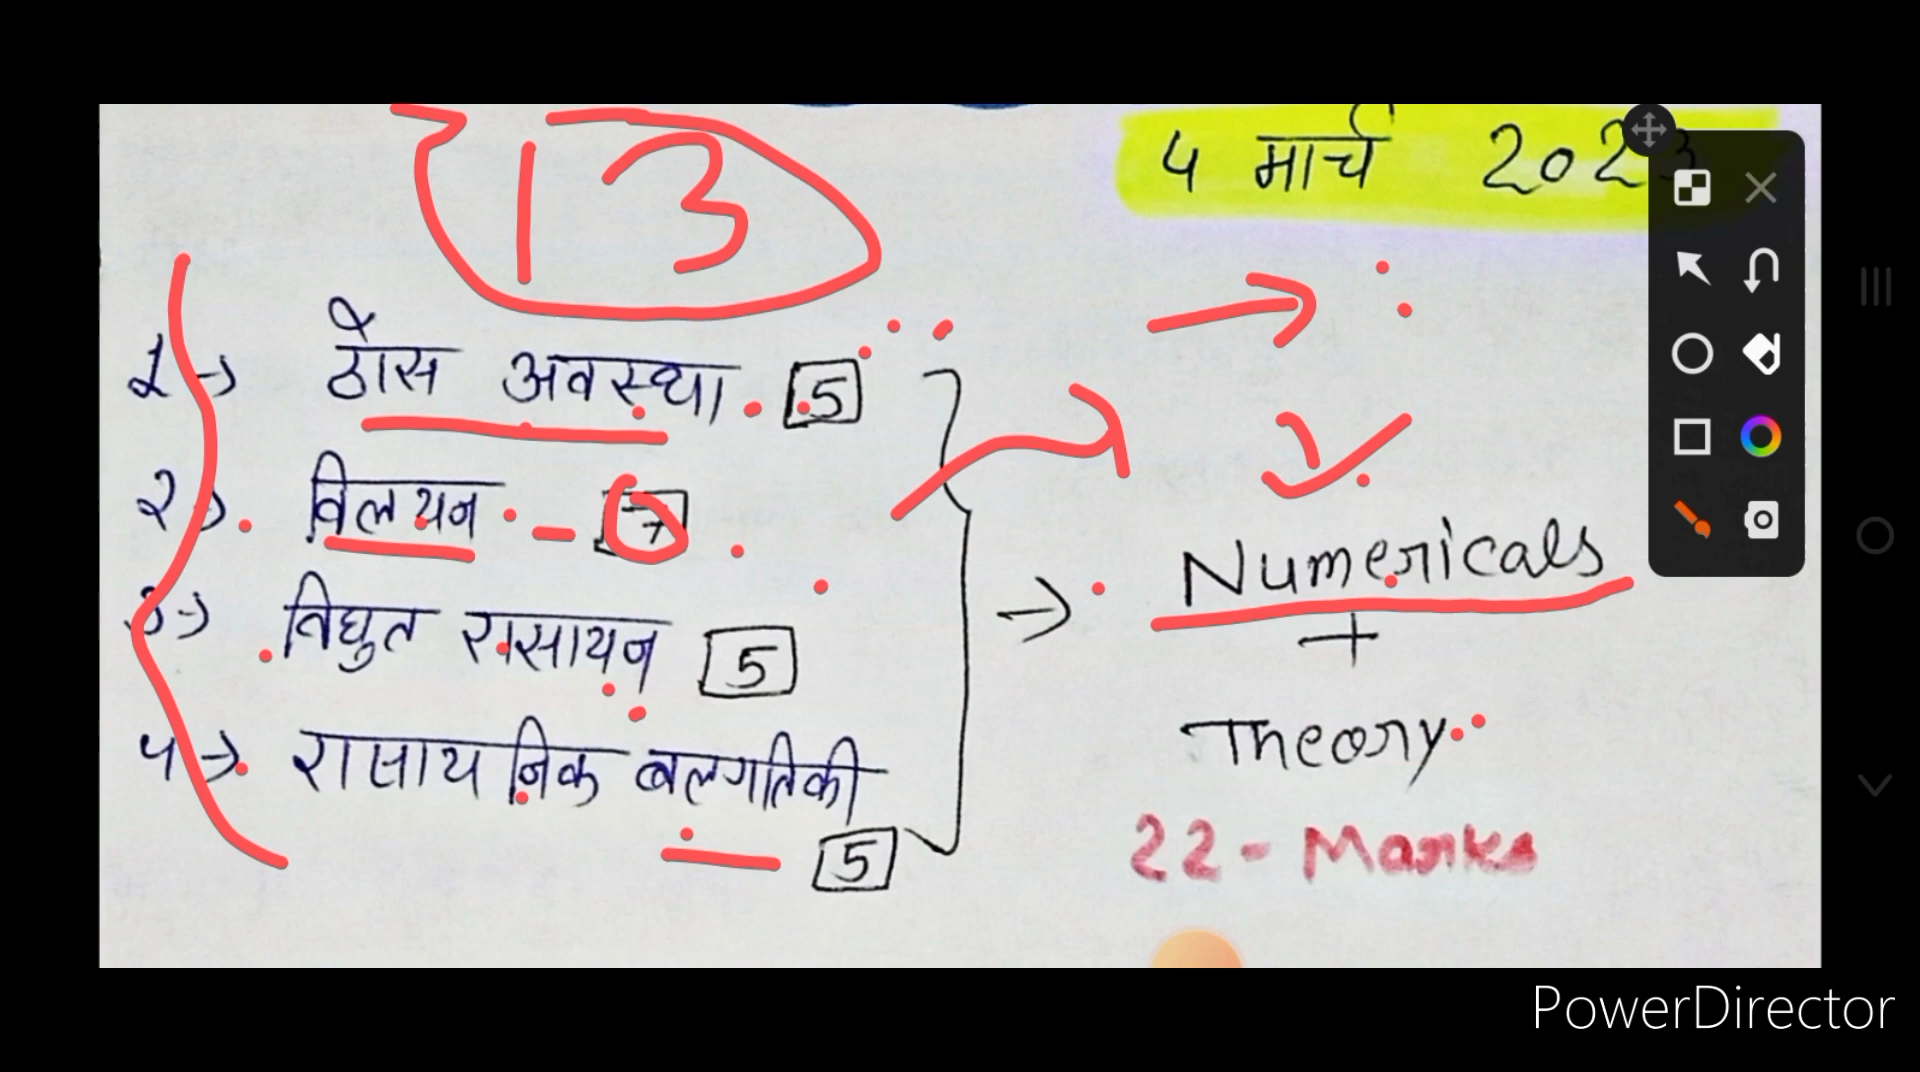 13
4 मार्च 2023
1→ ठोस अवस्था 5
2→ विलयन - 7
3→ विद्युत रासायन 5
4→ रासायनिक बलगतिकी
5
→ Numericals
+
Theory
22 - Marks
PowerDirector